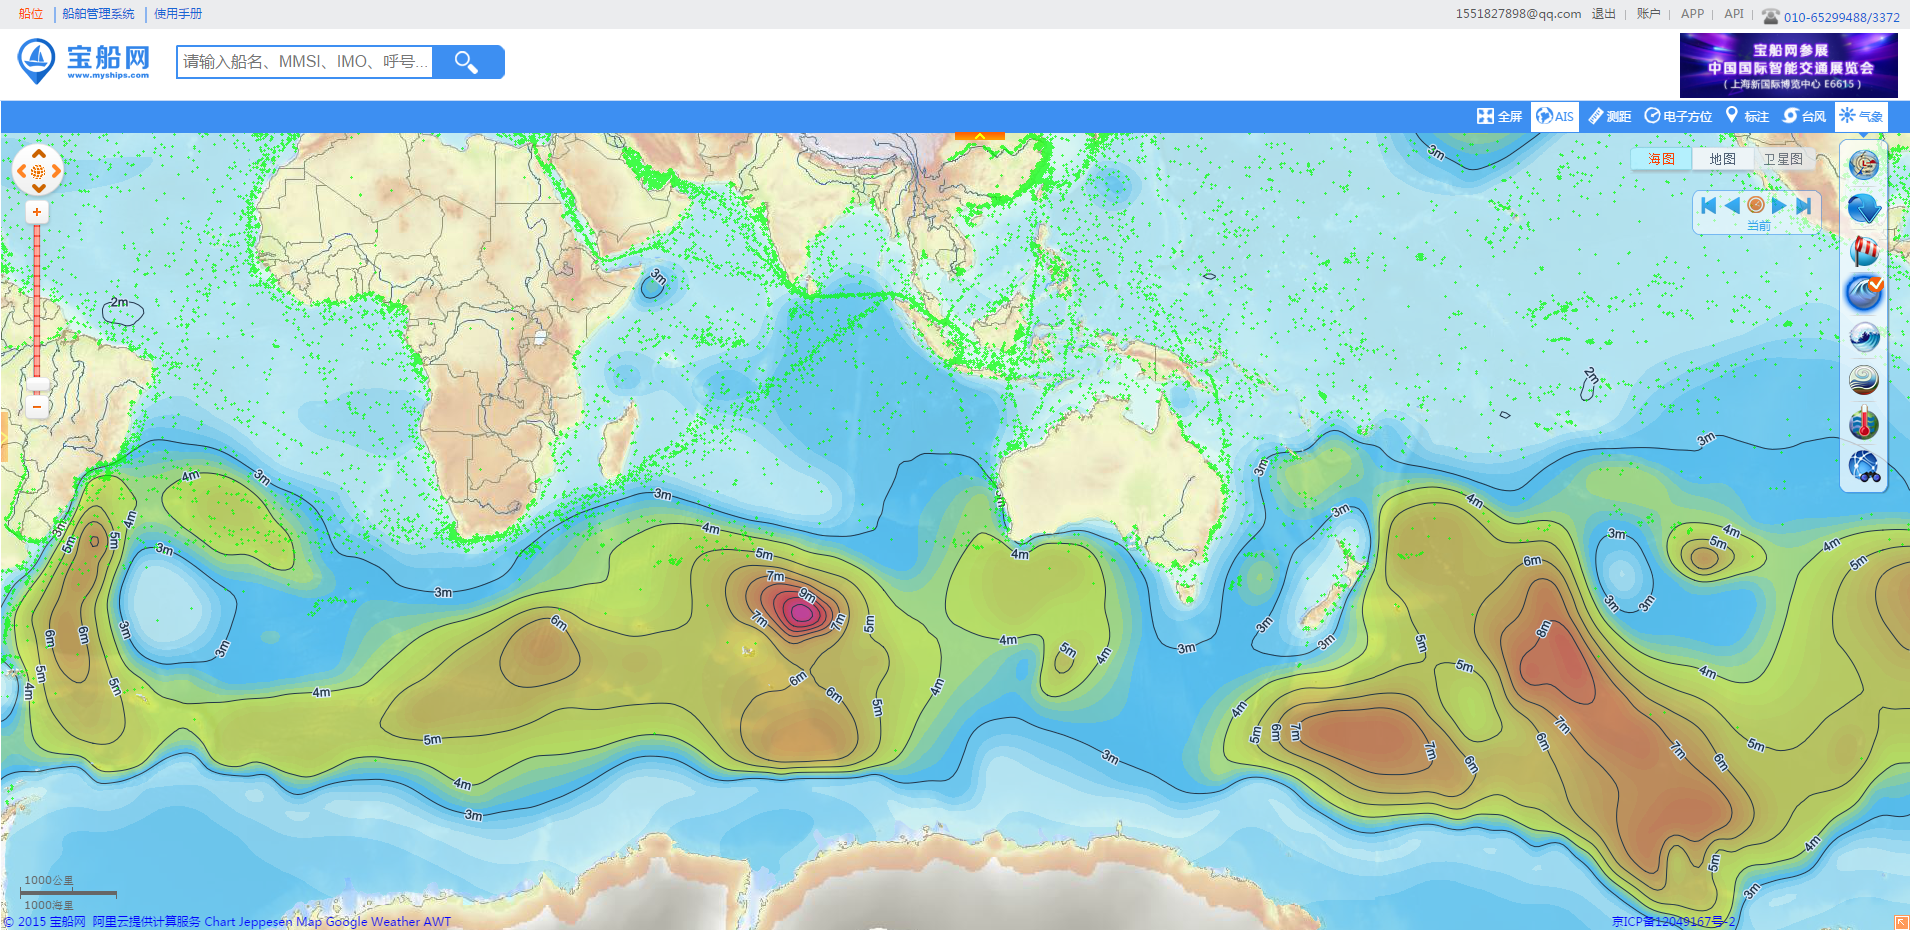 船位 | 船舶管理系统 | 使用手册
1551827898@qq.com 退出 | 账户 | APP | API | 010-65299488/3372
宝船网
www.myships.com
请输入船名、MMSI、IMO、呼号...
宝船网参展
中国国际智能交通展览会
( 上海新国际博览中心 E6615 )
全屏 AIS 测距 电子方位 标注 台风 气象
海图 地图 卫星图
当前
3m
3m
2m
2m
3m
4m 3m
3m
3m
4m
3m
3m
4m
4m
3m
5m
5m
4m
5m
4m
3m
6m
4m
5m
3m
4m
5m
3m
7m
9m
7m
7m
5m
3m
3m
3m
6m
6m
3m
3m
6m
4m
5m
4m
3m
3m
3m
8m
5m
5m
4m
5m
4m
5m
4m
6m
6m
4m
5m
4m
5m
5m
6m
7m
7m
6m
7m
6m
7m
6m
5m
3m
4m
3m
4m
5m
3m
1000公里
1000海里
© 2015 宝船网 阿里云提供计算服务 Chart Jeppesen Map Google Weather AWT
京ICP备12049167号-2